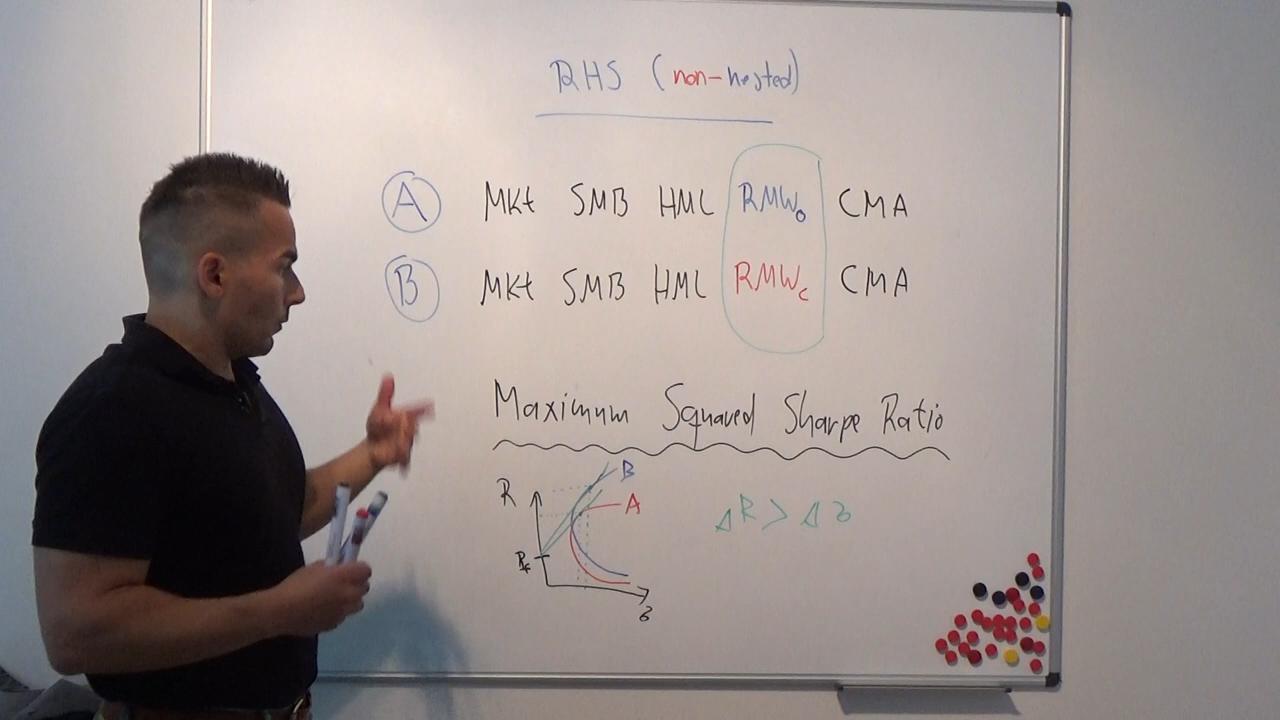 RHS (non-nested)
A Mkt SMB HML RMWo CMA
B Mkt SMB HML RMWc CMA
Maximum Squared Sharpe Ratio
B
R
A
ΔR > Δσ
Rf
σ